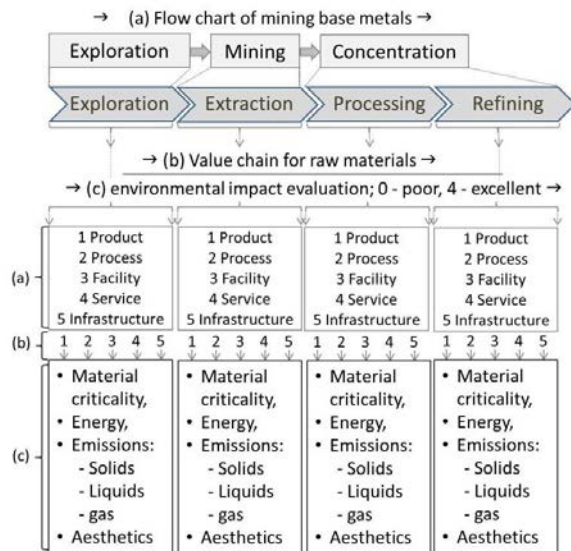 → (a) Flow chart of mining base metals →
Exploration Mining Concentration
Exploration Extraction Processing Refining
→ (b) Value chain for raw materials →
→ (c) environmental impact evaluation; 0 - poor, 4 - excellent →
(a)
1 Product
2 Process
3 Facility
4 Service
5 Infrastructure
1 Product
2 Process
3 Facility
4 Service
5 Infrastructure
1 Product
2 Process
3 Facility
4 Service
5 Infrastructure
1 Product
2 Process
3 Facility
4 Service
5 Infrastructure
(b) 1 2 3 4 5 1 2 3 4 5 1 2 3 4 5 1 2 3 4 5
(c)
• Material
criticality,
• Energy,
• Emissions:
- Solids
- Liquids
- gas
• Aesthetics
• Material
criticality,
• Energy,
• Emissions:
- Solids
- Liquids
- gas
• Aesthetics
• Material
criticality,
• Energy,
• Emissions:
- Solids
- Liquids
- gas
• Aesthetics
• Material
criticality,
• Energy,
• Emissions:
- Solids
- Liquids
- gas
• Aesthetics